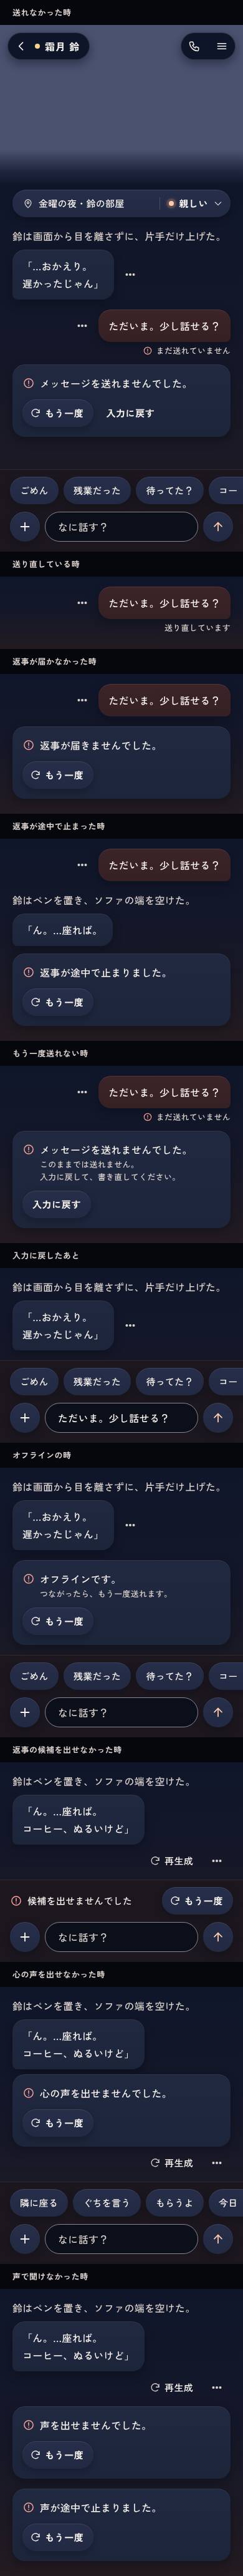 送れなかった時
霜月 鈴
金曜の夜・鈴の部屋
親しい
鈴は画面から目を離さずに、片手だけ上げた。
「…おかえり。
遅かったじゃん」
ただいま。少し話せる？
まだ送れていません
メッセージを送れませんでした。
もう一度
入力に戻す
ごめん
残業だった
待ってた？
コー
なに話す？
送り直している時
ただいま。少し話せる？
送り直しています
返事が届かなかった時
ただいま。少し話せる？
返事が届きませんでした。
もう一度
返事が途中で止まった時
ただいま。少し話せる？
鈴はペンを置き、ソファの端を空けた。
「ん。…座れば。
返事が途中で止まりました。
もう一度
もう一度送れない時
ただいま。少し話せる？
まだ送れていません
メッセージを送れませんでした。
このままでは送れません。
入力に戻して、書き直してください。
入力に戻す
入力に戻したあと
鈴は画面から目を離さずに、片手だけ上げた。
「…おかえり。
遅かったじゃん」
ごめん
残業だった
待ってた？
コー
ただいま。少し話せる？
オフラインの時
鈴は画面から目を離さずに、片手だけ上げた。
「…おかえり。
遅かったじゃん」
オフラインです。
つながったら、もう一度送れます。
もう一度
ごめん
残業だった
待ってた？
コー
なに話す？
返事の候補を出せなかった時
鈴はペンを置き、ソファの端を空けた。
「ん。…座れば。
コーヒー、ぬるいけど」
再生成
候補を出せませんでした
もう一度
なに話す？
心の声を出せなかった時
鈴はペンを置き、ソファの端を空けた。
「ん。…座れば。
コーヒー、ぬるいけど」
心の声を出せませんでした。
もう一度
再生成
隣に座る
ぐちを言う
もらうよ
今日
なに話す？
声で聞けなかった時
鈴はペンを置き、ソファの端を空けた。
「ん。…座れば。
コーヒー、ぬるいけど」
再生成
声を出せませんでした。
もう一度
声が途中で止まりました。
もう一度